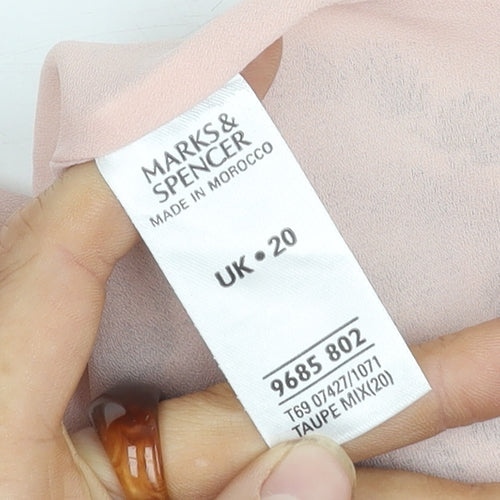 MARKS&
SPENCER
MADE IN MOROCCO
UK • 20
9685 802
T69 07427/1071
TAUPE MIX(20)